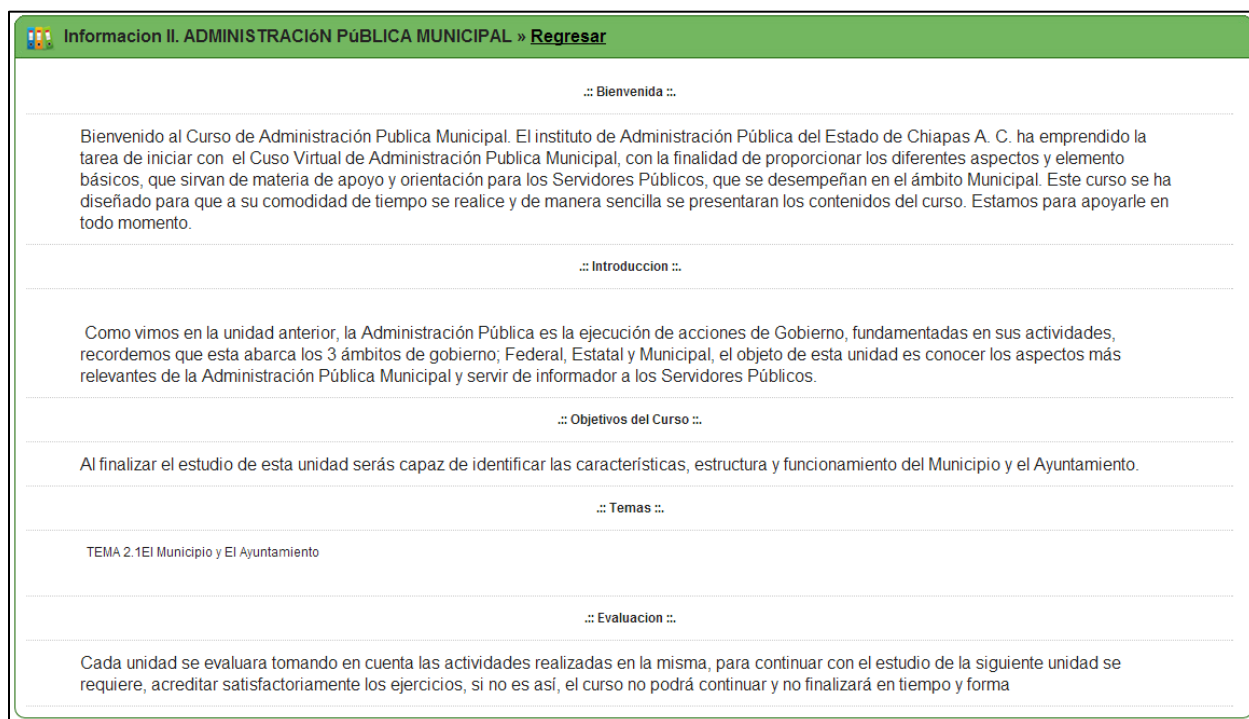 Informacion II. ADMINISTRACIóN PúBLICA MUNICIPAL » Regresar
.:: Bienvenida ::.
Bienvenido al Curso de Administración Publica Municipal. El instituto de Administración Pública del Estado de Chiapas A. C. ha emprendido la
tarea de iniciar con el Cuso Virtual de Administración Publica Municipal, con la finalidad de proporcionar los diferentes aspectos y elemento
básicos, que sirvan de materia de apoyo y orientación para los Servidores Públicos, que se desempeñan en el ámbito Municipal. Este curso se ha
diseñado para que a su comodidad de tiempo se realice y de manera sencilla se presentaran los contenidos del curso. Estamos para apoyarle en
todo momento.
.:: Introduccion ::.
Como vimos en la unidad anterior, la Administración Pública es la ejecución de acciones de Gobierno, fundamentadas en sus actividades,
recordemos que esta abarca los 3 ámbitos de gobierno; Federal, Estatal y Municipal, el objeto de esta unidad es conocer los aspectos más
relevantes de la Administración Pública Municipal y servir de informador a los Servidores Públicos.
.:: Objetivos del Curso ::.
Al finalizar el estudio de esta unidad serás capaz de identificar las características, estructura y funcionamiento del Municipio y el Ayuntamiento.
.:: Temas ::.
TEMA 2.1El Municipio y El Ayuntamiento
.:: Evaluacion ::.
Cada unidad se evaluara tomando en cuenta las actividades realizadas en la misma, para continuar con el estudio de la siguiente unidad se
requiere, acreditar satisfactoriamente los ejercicios, si no es así, el curso no podrá continuar y no finalizará en tiempo y forma